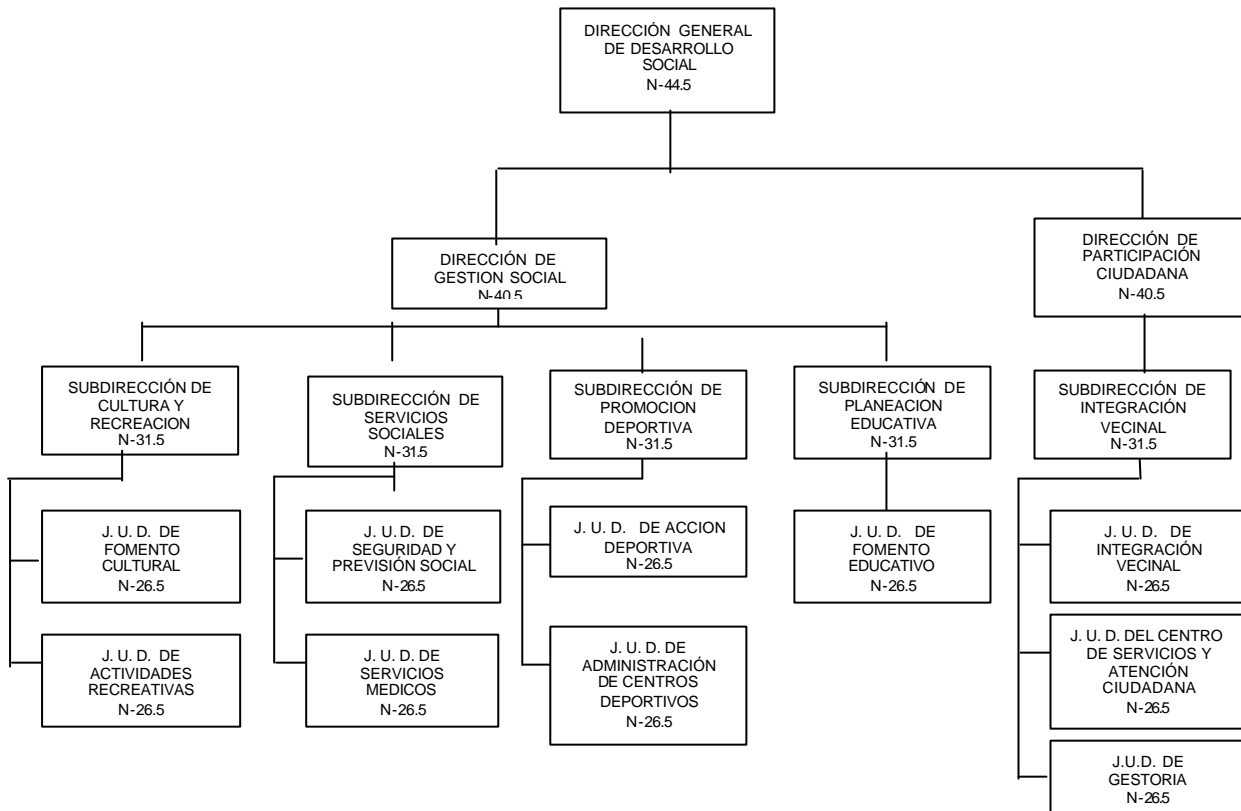 DIRECCIÓN GENERAL
DE DESARROLLO
SOCIAL
N-44.5
DIRECCIÓN DE
GESTION SOCIAL
N-40.5
DIRECCIÓN DE
PARTICIPACIÓN
CIUDADANA
N-40.5
SUBDIRECCIÓN DE
CULTURA Y
RECREACION
N-31.5
SUBDIRECCIÓN DE
SERVICIOS
SOCIALES
N-31.5
SUBDIRECCIÓN DE
PROMOCION
DEPORTIVA
N-31.5
SUBDIRECCIÓN DE
PLANEACION
EDUCATIVA
N-31.5
SUBDIRECCIÓN DE
INTEGRACIÓN
VECINAL
N-31.5
J. U. D. DE
FOMENTO
CULTURAL
N-26.5
J. U. D. DE
SEGURIDAD Y
PREVISIÓN SOCIAL
N-26.5
J. U. D. DE ACCION
DEPORTIVA
N-26.5
J. U. D. DE
FOMENTO
EDUCATIVO
N-26.5
J. U. D. DE
INTEGRACIÓN
VECINAL
N-26.5
J. U. D. DE
ACTIVIDADES
RECREATIVAS
N-26.5
J. U. D. DE
SERVICIOS
MEDICOS
N-26.5
J. U. D. DE
ADMINISTRACIÓN
DE CENTROS
DEPORTIVOS
N-26.5
J. U. D. DEL CENTRO
DE SERVICIOS Y
ATENCIÓN
CIUDADANA
N-26.5
J.U.D. DE
GESTORIA
N-26.5